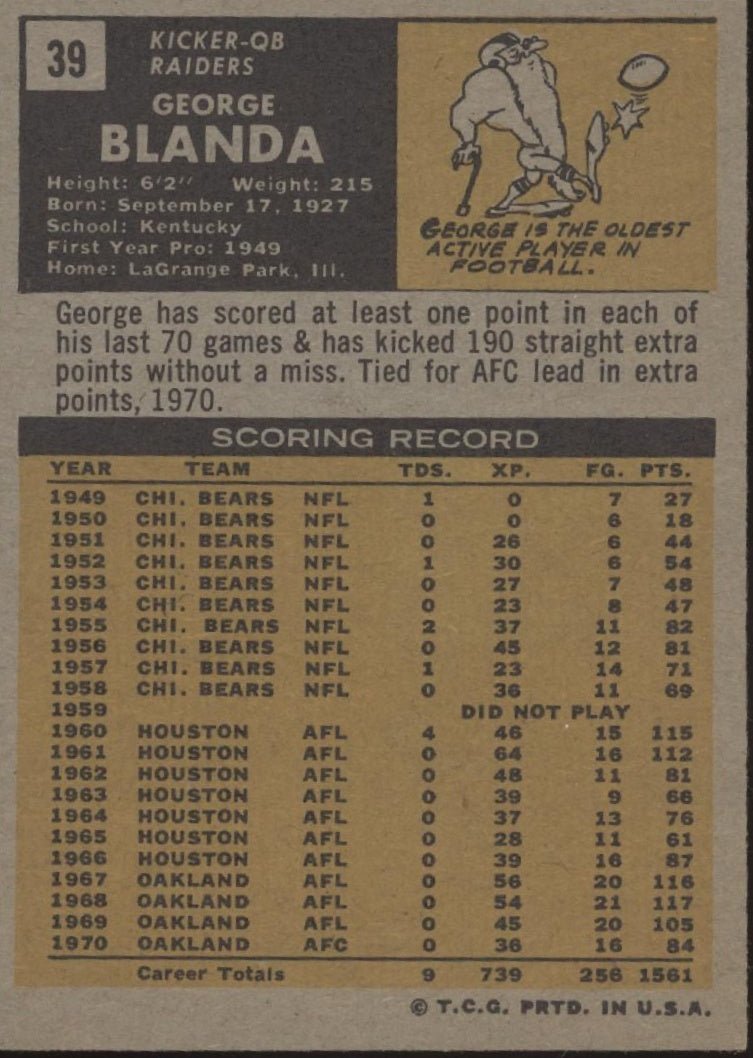 39
KICKER-QB
RAIDERS
GEORGE
BLANDA
Height: 6'2" Weight: 215
Born: September 17, 1927
School: Kentucky
First Year Pro: 1949
Home: LaGrange Park, Ill.
GEORGE IS THE OLDEST
ACTIVE PLAYER IN
FOOTBALL.
George has scored at least one point in each of
his last 70 games & has kicked 190 straight extra
points without a miss. Tied for AFC lead in extra
points, 1970.
SCORING RECORD
YEAR TEAM TDS. XP. FG. PTS.
1949 CHI. BEARS NFL 1 0 7 27
1950 CHI. BEARS NFL 0 0 6 18
1951 CHI. BEARS NFL 0 26 6 44
1952 CHI. BEARS NFL 1 30 6 54
1953 CHI. BEARS NFL 0 27 7 48
1954 CHI. BEARS NFL 0 23 8 47
1955 CHI. BEARS NFL 2 37 11 82
1956 CHI. BEARS NFL 0 45 12 81
1957 CHI. BEARS NFL 1 23 14 71
1958 CHI. BEARS NFL 0 36 11 69
1959 DID NOT PLAY
1960 HOUSTON AFL 4 46 15 115
1961 HOUSTON AFL 0 64 16 112
1962 HOUSTON AFL 0 48 11 81
1963 HOUSTON AFL 0 39 9 66
1964 HOUSTON AFL 0 37 13 76
1965 HOUSTON AFL 0 28 11 61
1966 HOUSTON AFL 0 39 16 87
1967 OAKLAND AFL 0 56 20 116
1968 OAKLAND AFL 0 54 21 117
1969 OAKLAND AFL 0 45 20 105
1970 OAKLAND AFC 0 36 16 84
Career Totals 9 739 256 1561
© T.C.G. PRTD. IN U.S.A.